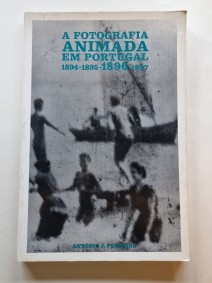 A FOTOGRAFIA
ANIMADA
EM PORTUGAL
1894-1895-1896-1897
ANTÓNIO J. FERREIRA